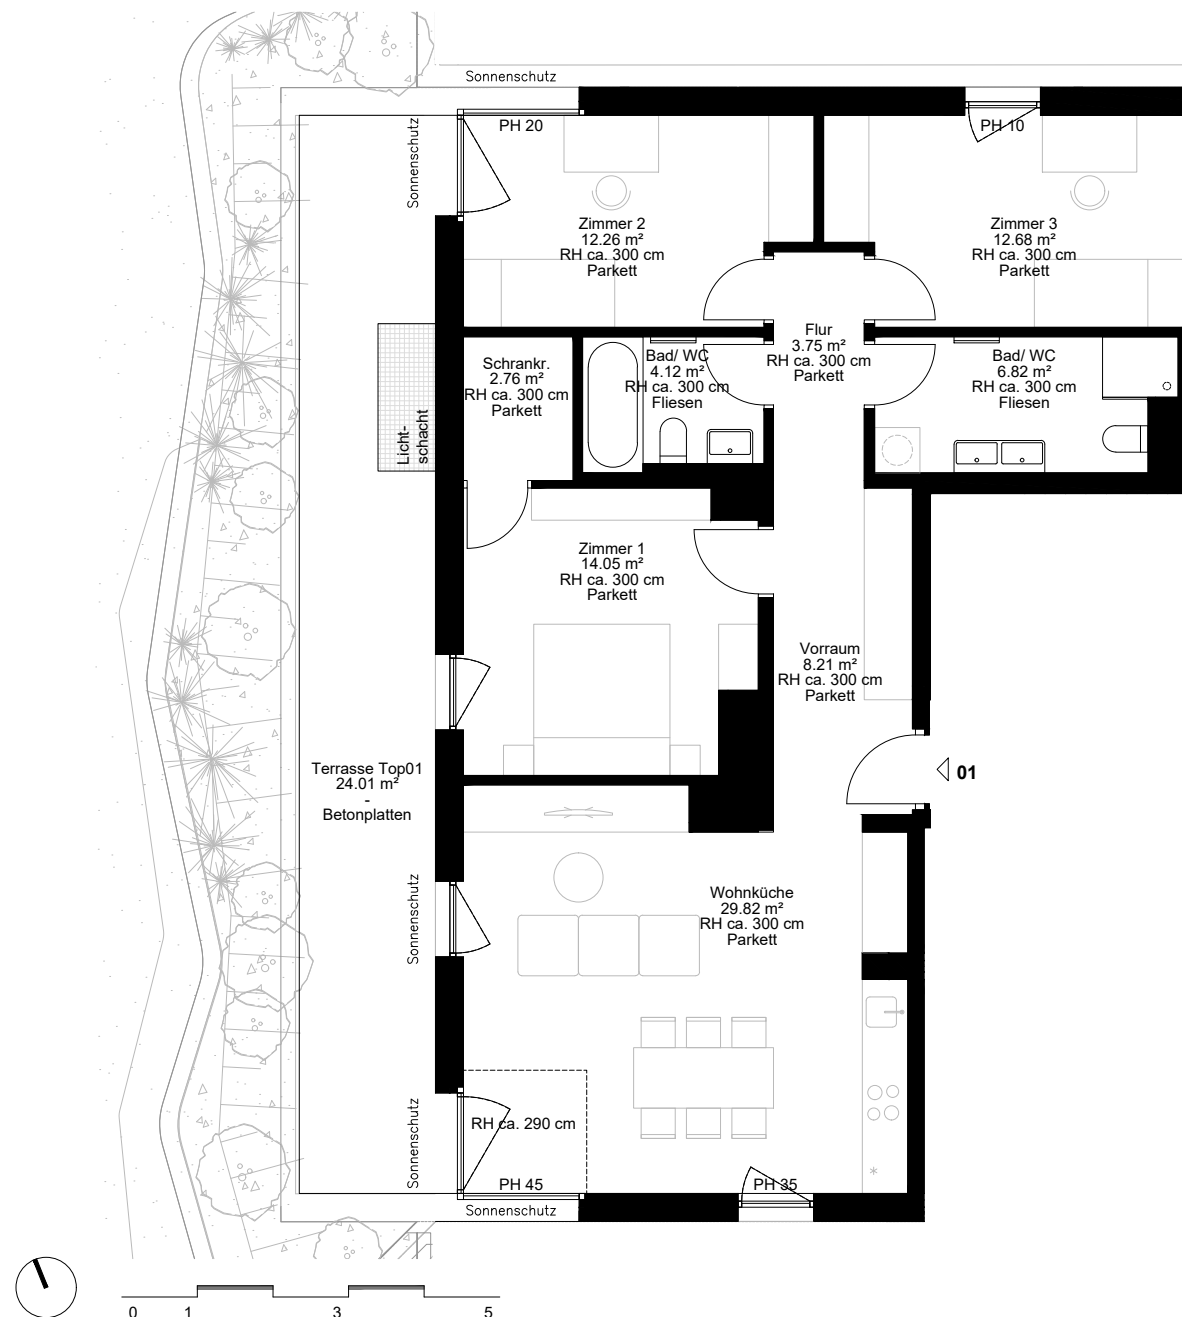 Sonnenschutz
Sonnenschutz
PH 20
PH 10
Zimmer 2
12.26 m²
RH ca. 300 cm
Parkett
Zimmer 3
12.68 m²
RH ca. 300 cm
Parkett
Flur
3.75 m²
RH ca. 300 cm
Parkett
Schrankr.
2.76 m²
RH ca. 300 cm
Parkett
Bad/ WC
4.12 m²
RH ca. 300 cm
Fliesen
Bad/ WC
6.82 m²
RH ca. 300 cm
Fliesen
Licht-
schacht
Zimmer 1
14.05 m²
RH ca. 300 cm
Parkett
Vorraum
8.21 m²
RH ca. 300 cm
Parkett
Terrasse Top01
24.01 m²
-
Betonplatten
01
Wohnküche
29.82 m²
RH ca. 300 cm
Parkett
Sonnenschutz
Sonnenschutz
RH ca. 290 cm
PH 45
PH 35
Sonnenschutz
0 1 3 5